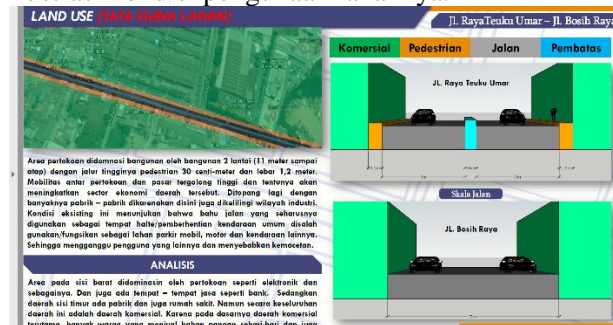 LAND USE (TATA GUNA LAHAN)
Jl. RayaTeuku Umar – Jl. Bosih Raya
Komersial Pedestrian Jalan Pembatas
JL. Raya Teuku Umar
Skala Jalan
JL. Bosih Raya
Area pertokoan didamnasi bangunan oleh bangunan 2 lantai (11 meter sampai
atap) dengan jalur tingginya pedestrian 30 centi-meter dan lebar 1,2 meter.
Mobilitas antar pertokoan dan pasar tergolong tinggi dan tentunya akan
meningkatkan sector ekonomi daerah tersebut. Ditopang lagi dengan
banyaknya pabrik – pabrik dikarenakan disini juga dikelilingi wilayah industri.
Kondisi eksisting ini menunjukan bahwa bahu jalan yang seharusnya
digunakan sebagai tempat halte/pemberhentian kendaraan umum disalah
gunakan/fungsikan sebagai lahan parkir mobil, motor dan kendaraan lainnya.
Sehingga mengganggu pengguna yang lainnya dan menyebabkan kemacetan.
ANALISIS
Area pada sisi barat didominasin oleh pertokoan seperti elektronik dan
sebagainya. Dan juga ada tempat – tempat jasa seperti bank. Sedangkan
daerah sisi timur ada pabrik dan juga rumah sakit. Namun secara keseluruhan
daerah ini adalah daerah komersial. Karena pada dasarnya daerah komersial